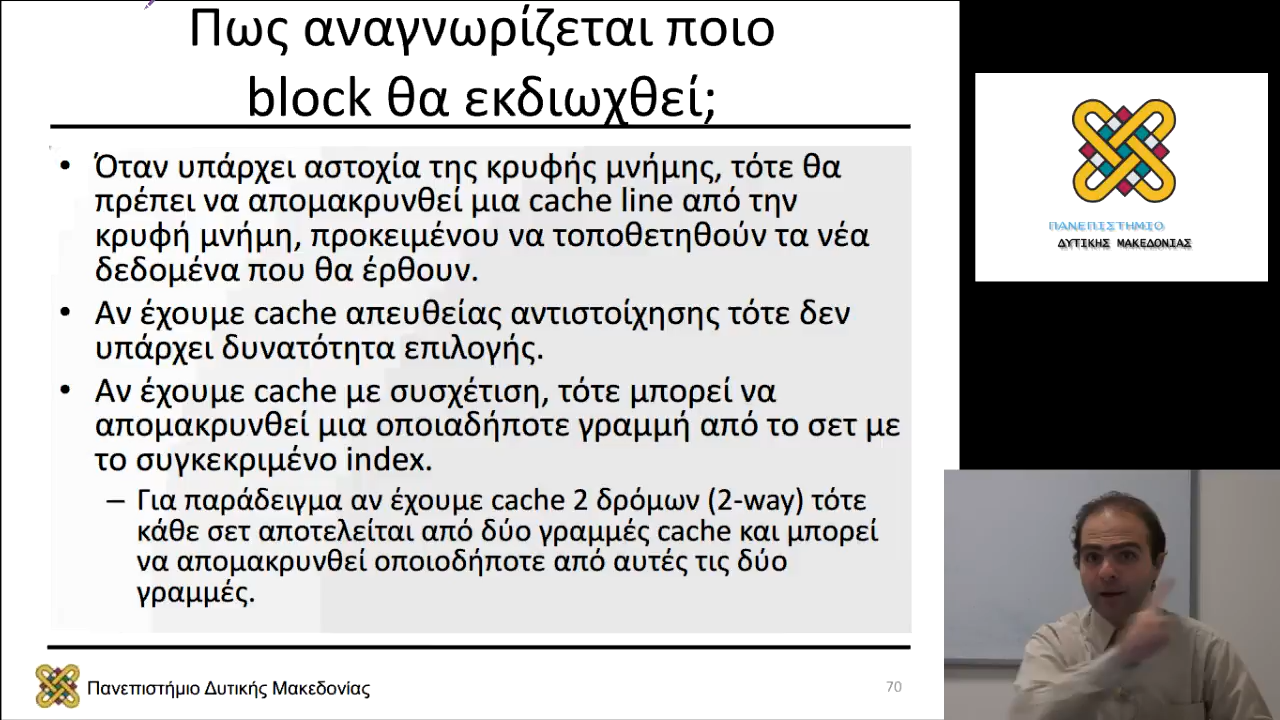 Πως αναγνωρίζεται ποιο
block θα εκδιωχθεί;
• Όταν υπάρχει αστοχία της κρυφής μνήμης, τότε θα
πρέπει να απομακρυνθεί μια cache line από την
κρυφή μνήμη, προκειμένου να τοποθετηθούν τα νέα
δεδομένα που θα έρθουν.
• Αν έχουμε cache απευθείας αντιστοίχησης τότε δεν
υπάρχει δυνατότητα επιλογής.
• Αν έχουμε cache με συσχέτιση, τότε μπορεί να
απομακρυνθεί μια οποιαδήποτε γραμμή από το σετ με
το συγκεκριμένο index.
– Για παράδειγμα αν έχουμε cache 2 δρόμων (2-way) τότε
κάθε σετ αποτελείται από δύο γραμμές cache και μπορεί
να απομακρυνθεί οποιοδήποτε από αυτές τις δύο
γραμμές.
Πανεπιστήμιο Δυτικής Μακεδονίας
70
ΠΑΝΕΠΙΣΤΗΜΙΟ
ΔΥΤΙΚΗΣ ΜΑΚΕΔΟΝΙΑΣ